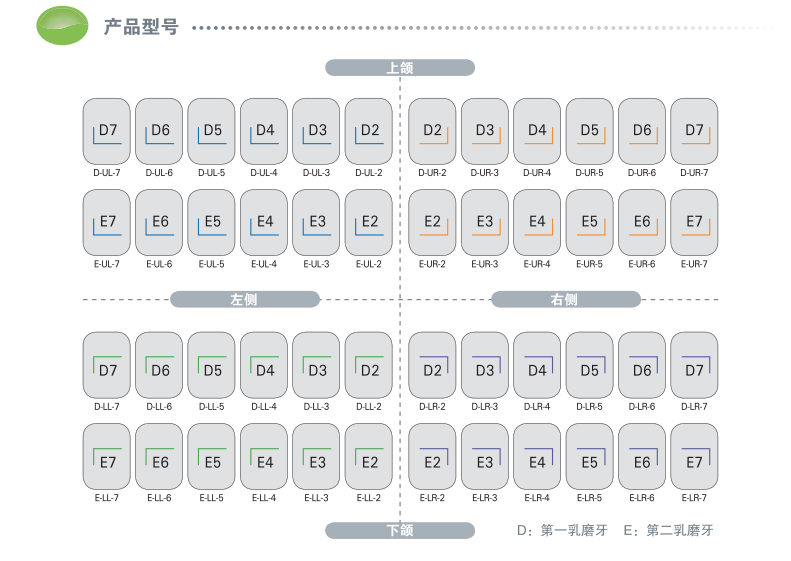 产品型号
上颌
D7 D6 D5 D4 D3 D2 D2 D3 D4 D5 D6 D7
D-UL-7 D-UL-6 D-UL-5 D-UL-4 D-UL-3 D-UL-2 D-UR-2 D-UR-3 D-UR-4 D-UR-5 D-UR-6 D-UR-7
E7 E6 E5 E4 E3 E2 E2 E3 E4 E5 E6 E7
E-UL-7 E-UL-6 E-UL-5 E-UL-4 E-UL-3 E-UL-2 E-UR-2 E-UR-3 E-UR-4 E-UR-5 E-UR-6 E-UR-7
左侧 右侧
D7 D6 D5 D4 D3 D2 D2 D3 D4 D5 D6 D7
D-LL-7 D-LL-6 D-LL-5 D-LL-4 D-LL-3 D-LL-2 D-LR-2 D-LR-3 D-LR-4 D-LR-5 D-LR-6 D-LR-7
E7 E6 E5 E4 E3 E2 E2 E3 E4 E5 E6 E7
E-LL-7 E-LL-6 E-LL-5 E-LL-4 E-LL-3 E-LL-2 E-LR-2 E-LR-3 E-LR-4 E-LR-5 E-LR-6 E-LR-7
下颌
D：第一乳磨牙 E：第二乳磨牙